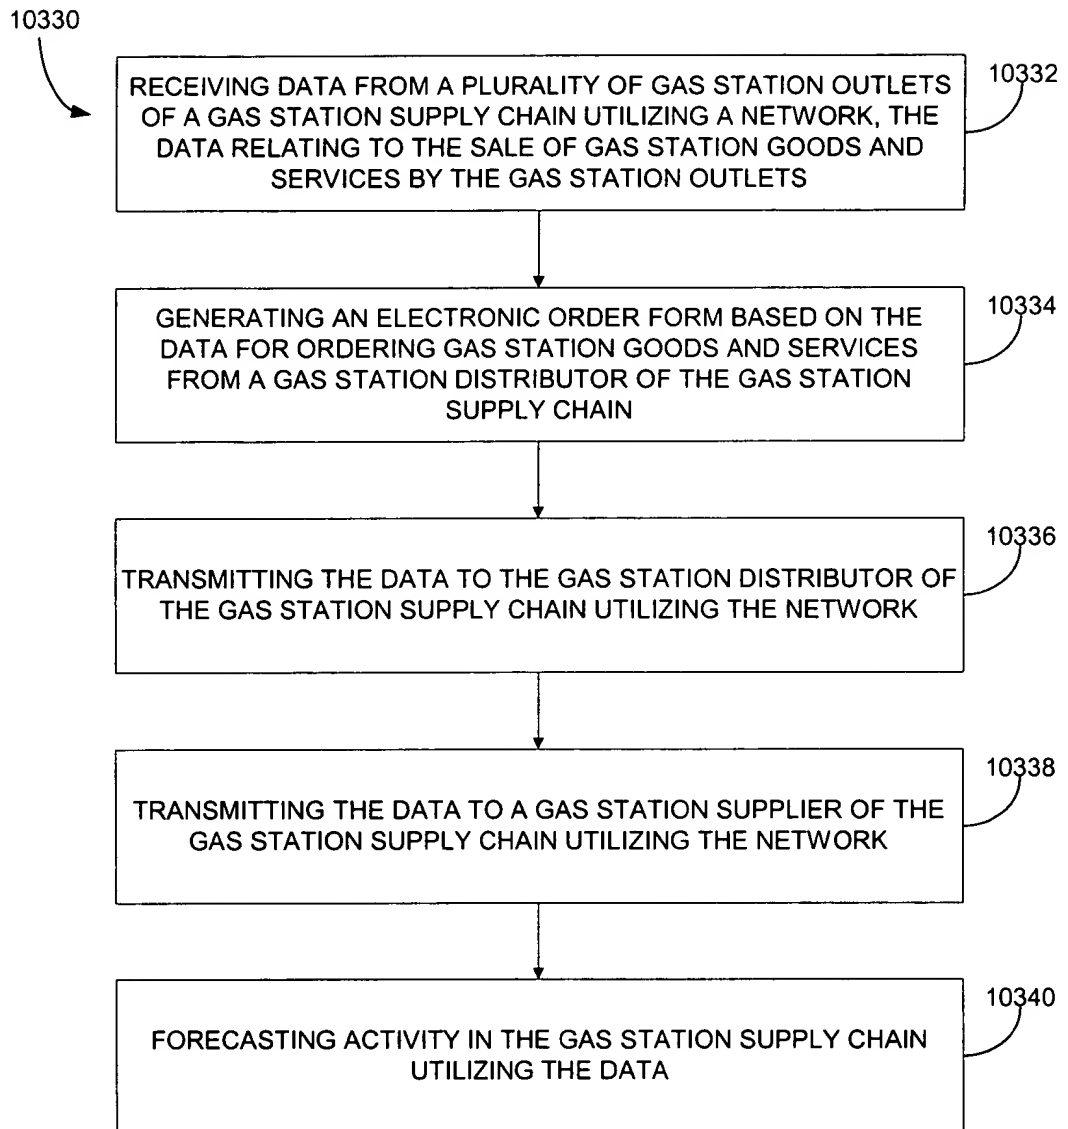 10330
RECEIVING DATA FROM A PLURALITY OF GAS STATION OUTLETS
OF A GAS STATION SUPPLY CHAIN UTILIZING A NETWORK, THE
DATA RELATING TO THE SALE OF GAS STATION GOODS AND
SERVICES BY THE GAS STATION OUTLETS
10332
GENERATING AN ELECTRONIC ORDER FORM BASED ON THE
DATA FOR ORDERING GAS STATION GOODS AND SERVICES
FROM A GAS STATION DISTRIBUTOR OF THE GAS STATION
SUPPLY CHAIN
10334
TRANSMITTING THE DATA TO THE GAS STATION DISTRIBUTOR OF
THE GAS STATION SUPPLY CHAIN UTILIZING THE NETWORK
10336
TRANSMITTING THE DATA TO A GAS STATION SUPPLIER OF THE
GAS STATION SUPPLY CHAIN UTILIZING THE NETWORK
10338
FORECASTING ACTIVITY IN THE GAS STATION SUPPLY CHAIN
UTILIZING THE DATA
10340